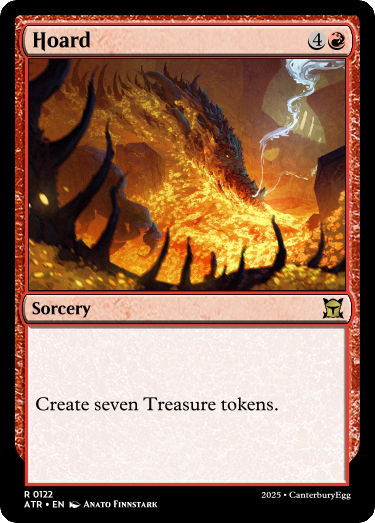 Hoard 4
Sorcery
Create seven Treasure tokens.
R 0122
ATR • EN Anato Finnstark
2025 • CanterburyEgg